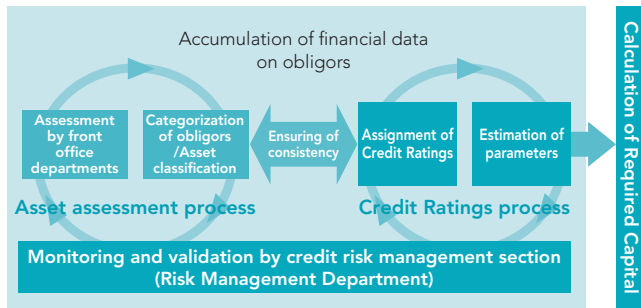 Accumulation of financial data
on obligors
Assessment
by front
office
departments
Categorization
of obligors
/Asset
classification
Ensuring of
consistency
Assignment of
Credit Ratings
Estimation of
parameters
Asset assessment process
Credit Ratings process
Monitoring and validation by credit risk management section
(Risk Management Department)
Calculation of Required Capital